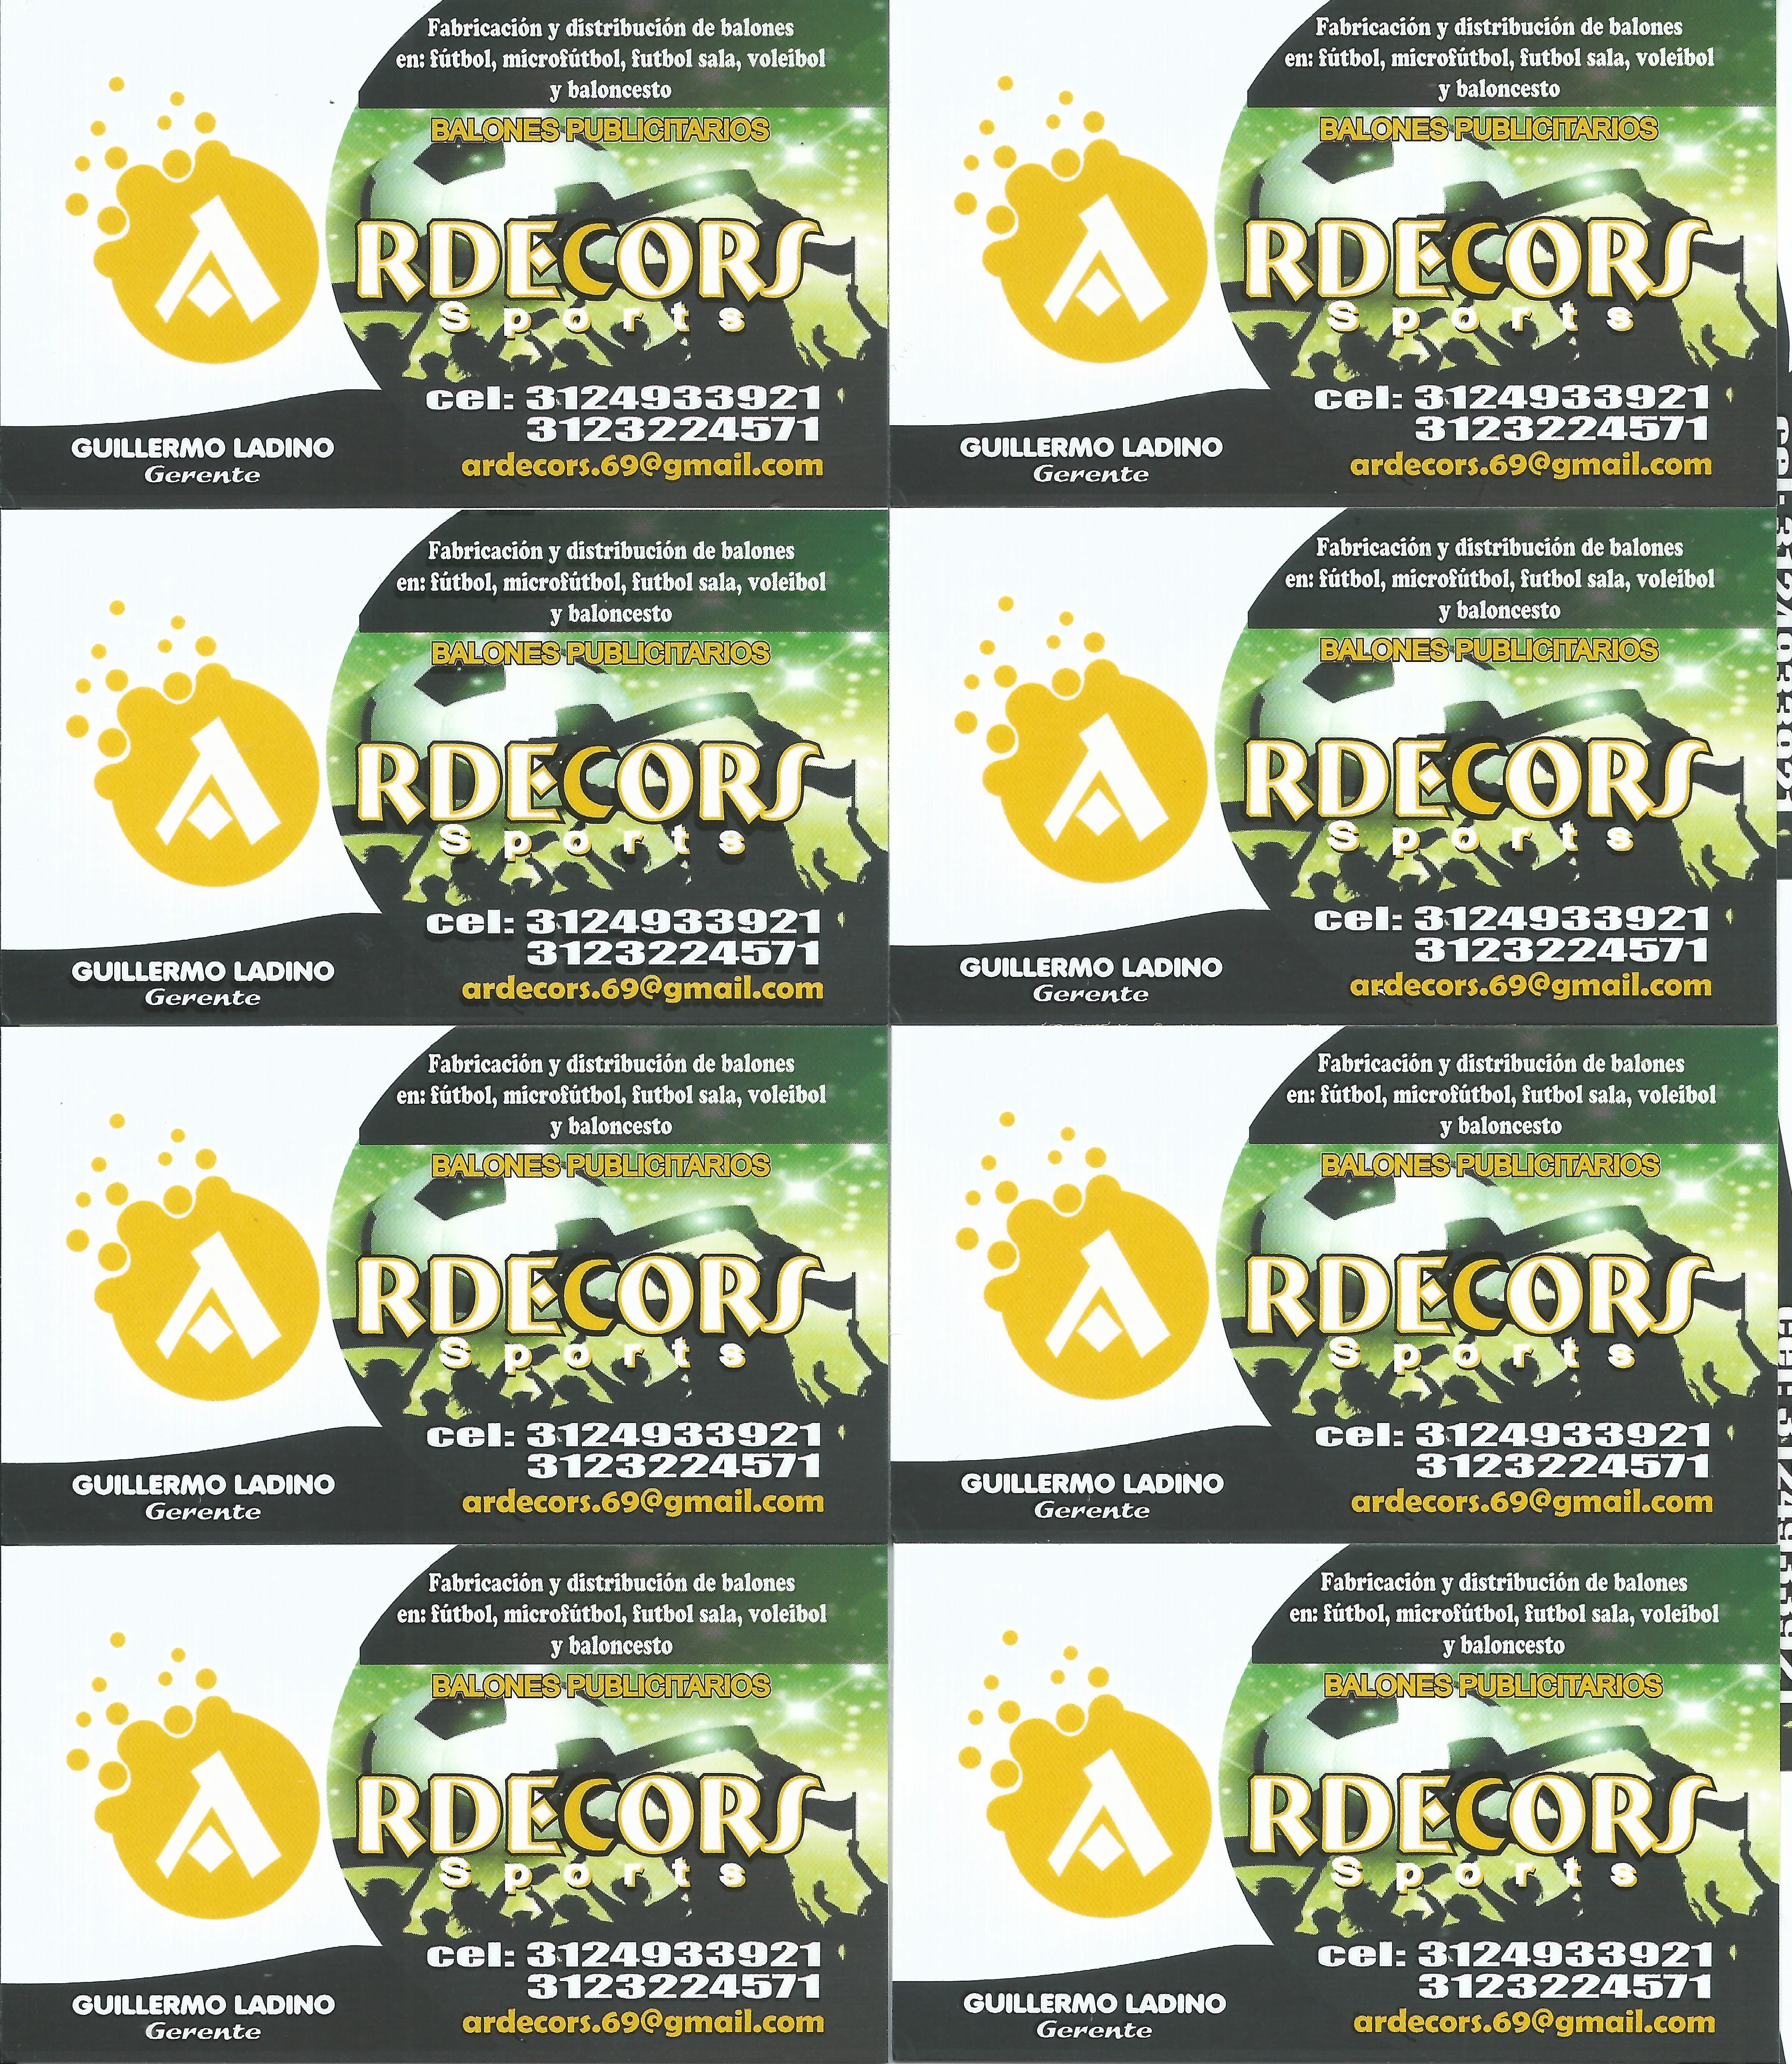 Fabricación y distribución de balones
en: fútbol, microfútbol, futbol sala, voleibol
y baloncesto
BALONES PUBLICITARIOS
ARDECORS
Sports
cel: 3124933921
3123224571
GUILLERMO LADINO
Gerente
ardecors.69@gmail.com
Fabricación y distribución de balones
en: fútbol, microfútbol, futbol sala, voleibol
y baloncesto
BALONES PUBLICITARIOS
ARDECORS
Sports
cel: 3124933921
3123224571
GUILLERMO LADINO
Gerente
ardecors.69@gmail.com
Fabricación y distribución de balones
en: fútbol, microfútbol, futbol sala, voleibol
y baloncesto
BALONES PUBLICITARIOS
ARDECORS
Sports
cel: 3124933921
3123224571
GUILLERMO LADINO
Gerente
ardecors.69@gmail.com
Fabricación y distribución de balones
en: fútbol, microfútbol, futbol sala, voleibol
y baloncesto
BALONES PUBLICITARIOS
ARDECORS
Sports
cel: 3124933921
3123224571
GUILLERMO LADINO
Gerente
ardecors.69@gmail.com
Fabricación y distribución de balones
en: fútbol, microfútbol, futbol sala, voleibol
y baloncesto
BALONES PUBLICITARIOS
ARDECORS
Sports
cel: 3124933921
3123224571
GUILLERMO LADINO
Gerente
ardecors.69@gmail.com
Fabricación y distribución de balones
en: fútbol, microfútbol, futbol sala, voleibol
y baloncesto
BALONES PUBLICITARIOS
ARDECORS
Sports
cel: 3124933921
3123224571
GUILLERMO LADINO
Gerente
ardecors.69@gmail.com
Fabricación y distribución de balones
en: fútbol, microfútbol, futbol sala, voleibol
y baloncesto
BALONES PUBLICITARIOS
ARDECORS
Sports
cel: 3124933921
3123224571
GUILLERMO LADINO
Gerente
ardecors.69@gmail.com
Fabricación y distribución de balones
en: fútbol, microfútbol, futbol sala, voleibol
y baloncesto
BALONES PUBLICITARIOS
ARDECORS
Sports
cel: 3124933921
3123224571
GUILLERMO LADINO
Gerente
ardecors.69@gmail.com